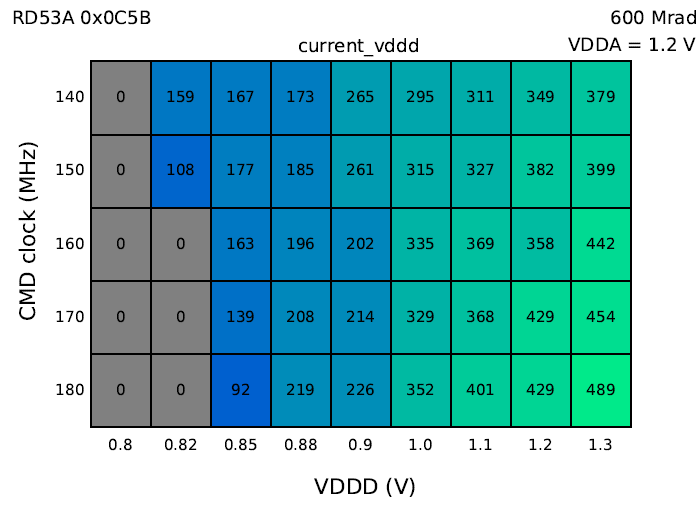 RD53A 0x0C5B 600 Mrad
current_vddd VDDA = 1.2 V
140 0 159 167 173 265 295 311 349 379
150 0 108 177 185 261 315 327 382 399
160 0 0 163 196 202 335 369 358 442
170 0 0 139 208 214 329 368 429 454
180 0 0 92 219 226 352 401 429 489
CMD clock (MHz)
0.8 0.82 0.85 0.88 0.9 1.0 1.1 1.2 1.3
VDDD (V)